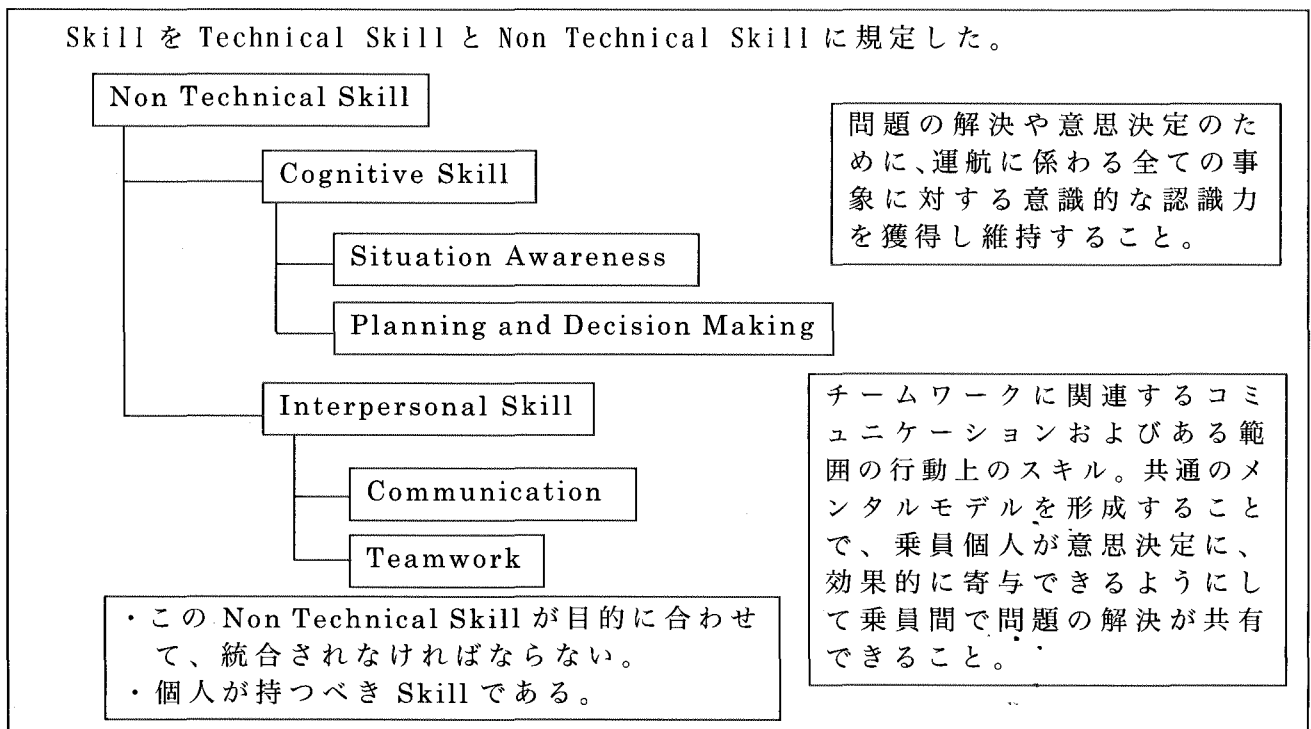 Skill を Technical Skill と Non Technical Skill に規定した。
Non Technical Skill
問題の解決や意思決定のた
めに、運航に係わる全ての事
象に対する意識的な認識力
を獲得し維持すること。
Cognitive Skill
Situation Awareness
Planning and Decision Making
Interpersonal Skill
チームワークに関連するコミ
ュニケーションおよびある範
囲の行動上のスキル。共通のメ
ンタルモデルを形成すること
で、乗員個人が意思決定に、
効果的に寄与できるようにし
て乗員間で問題の解決が共有
できること。
Communication
Teamwork
・この Non Technical Skill が目的に合わせ
て、統合されなければならない。
・個人が持つべき Skill である。